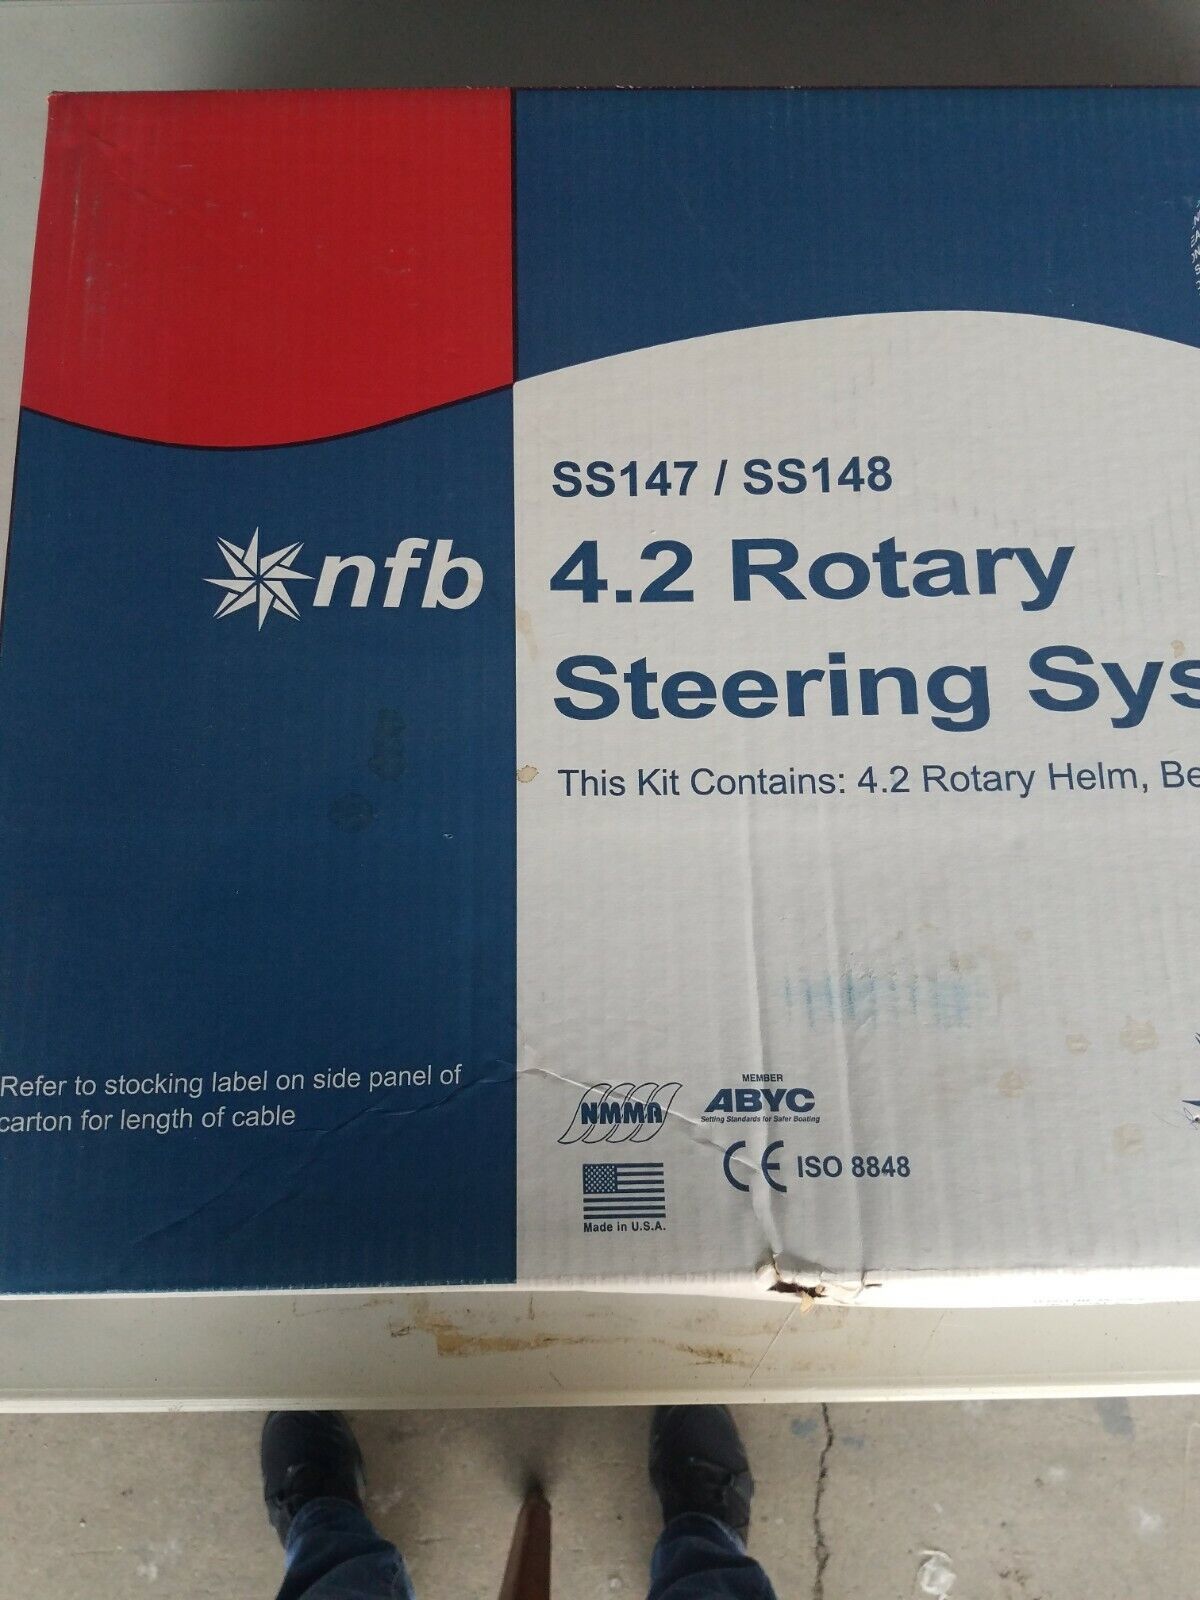 SS147 / SS148
nfb
4.2 Rotary
Steering Sys
This Kit Contains: 4.2 Rotary Helm, Be
Refer to stocking label on side panel of
carton for length of cable
NMMA
MEMBER
ABYC
Setting Standards for Safer Boating
CE ISO 8848
Made in U.S.A.